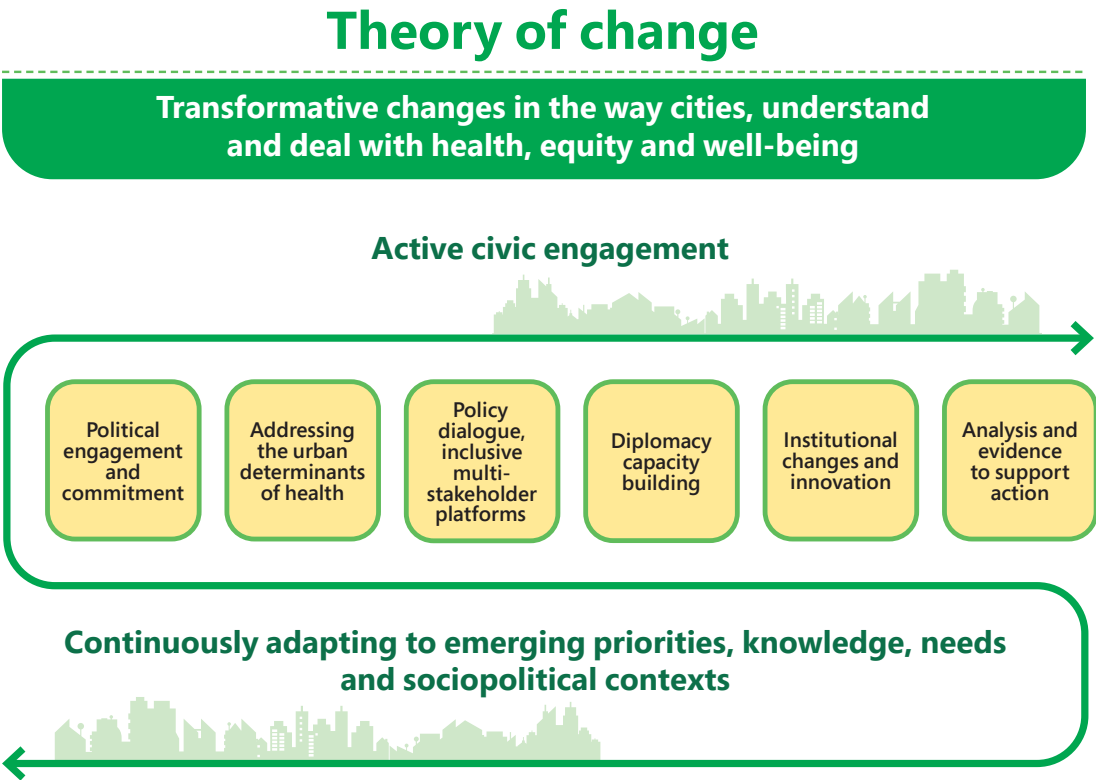 Theory of change
Transformative changes in the way cities, understand
and deal with health, equity and well-being
Active civic engagement
Political
engagement
and
commitment
Addressing
the urban
determinants
of health
Policy
dialogue,
inclusive
multi-
stakeholder
platforms
Diplomacy
capacity
building
Institutional
changes and
innovation
Analysis and
evidence
to support
action
Continuously adapting to emerging priorities, knowledge, needs
and sociopolitical contexts